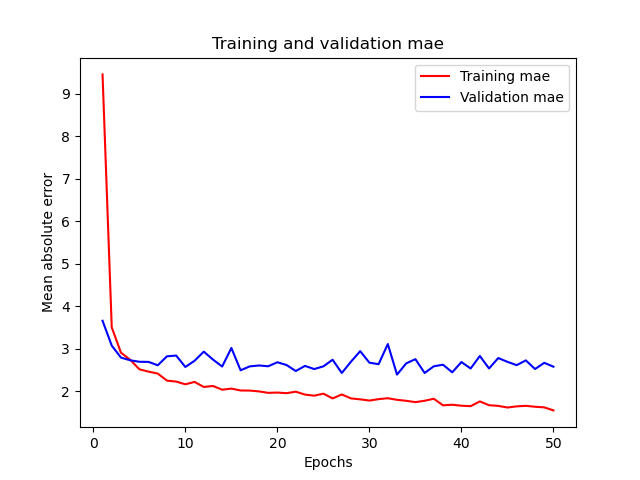 Training and validation mae
Training mae
Validation mae
Mean absolute error
9
8
7
6
5
4
3
2
0
10
20
30
40
50
Epochs